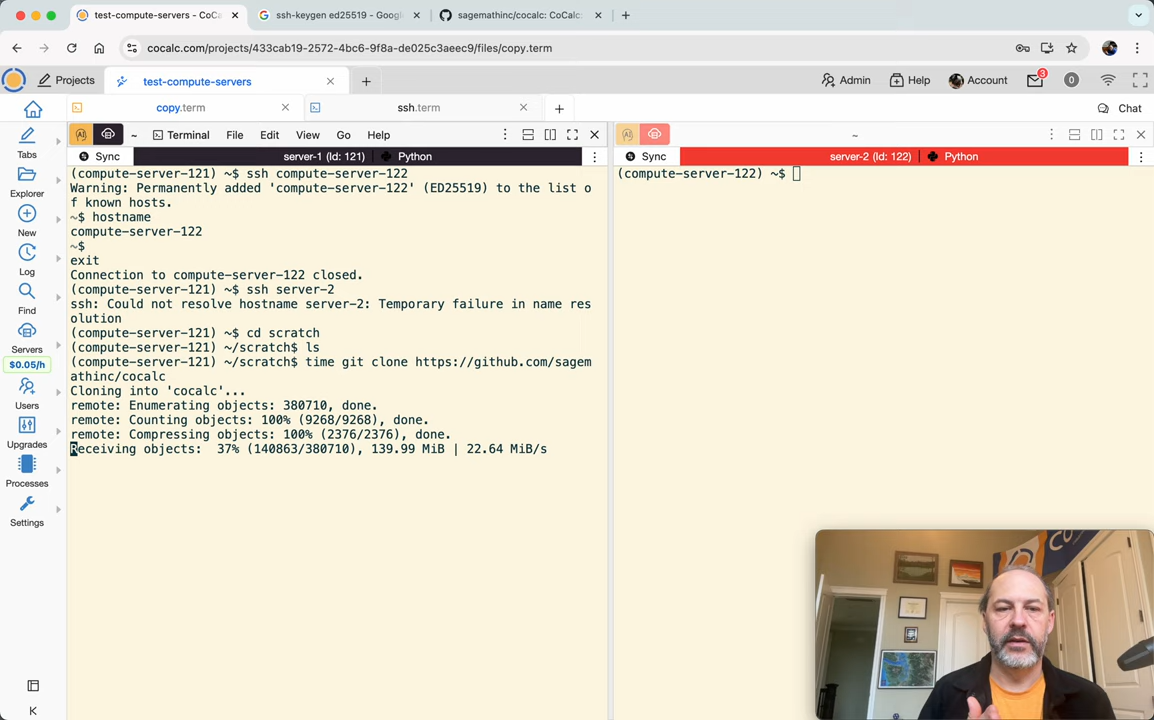 test-compute-servers - CoCa
ssh-keygen ed25519 - Google
sagemathinc/cocalc: CoCalc:
cocalc.com/projects/433cab19-2572-4bc6-9f8a-de025c3aeec9/files/copy.term
Projects
test-compute-servers
Admin
Help
Account
3
0
copy.term
ssh.term
Chat
Tabs
Explorer
New
Log
Find
Servers
$0.05/h
Users
Upgrades
Processes
Settings
AI
~
Terminal
File
Edit
View
Go
Help
Sync
server-1 (Id: 121)
Python
(compute-server-121) ~$ ssh compute-server-122
Warning: Permanently added 'compute-server-122' (ED25519) to the list o
f known hosts.
~$ hostname
compute-server-122
~$
exit
Connection to compute-server-122 closed.
(compute-server-121) ~$ ssh server-2
ssh: Could not resolve hostname server-2: Temporary failure in name res
olution
(compute-server-121) ~$ cd scratch
(compute-server-121) ~/scratch$ ls
(compute-server-121) ~/scratch$ time git clone https://github.com/sagem
athinc/cocalc
Cloning into 'cocalc'...
remote: Enumerating objects: 380710, done.
remote: Counting objects: 100% (9268/9268), done.
remote: Compressing objects: 100% (2376/2376), done.
Receiving objects:  37% (140863/380710), 139.99 MiB | 22.64 MiB/s
AI
~
Sync
server-2 (Id: 122)
Python
(compute-server-122) ~$